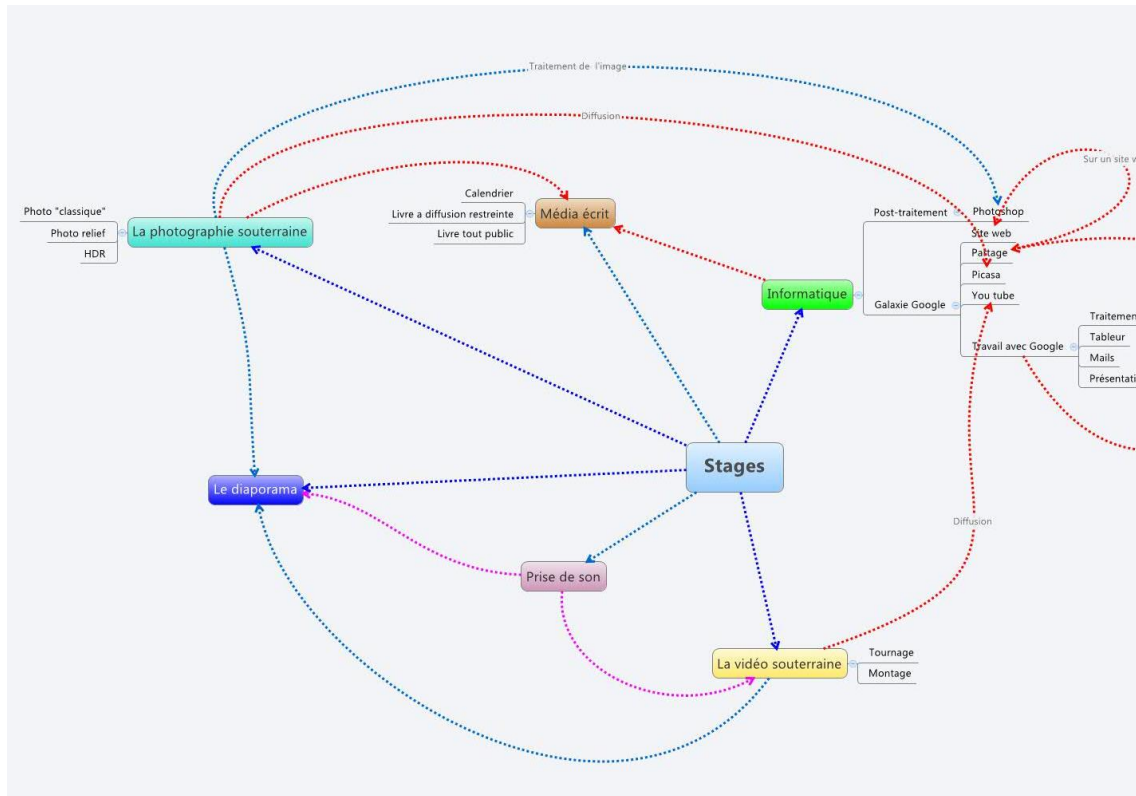 Traitement de l'image
Diffusion
Sur un site
Calendrier
Livre a diffusion restreinte
Livre tout public
Média écrit
Photo "classique"
Photo relief
HDR
La photographie souterraine
Post-traitement
Photoshop
Site web
Partage
Picasa
You tube
Informatique
Galaxie Google
Travail avec Google
Tableur
Mails
Stages
Le diaporama
Diffusion
Prise de son
La vidéo souterraine
Tournage
Montage